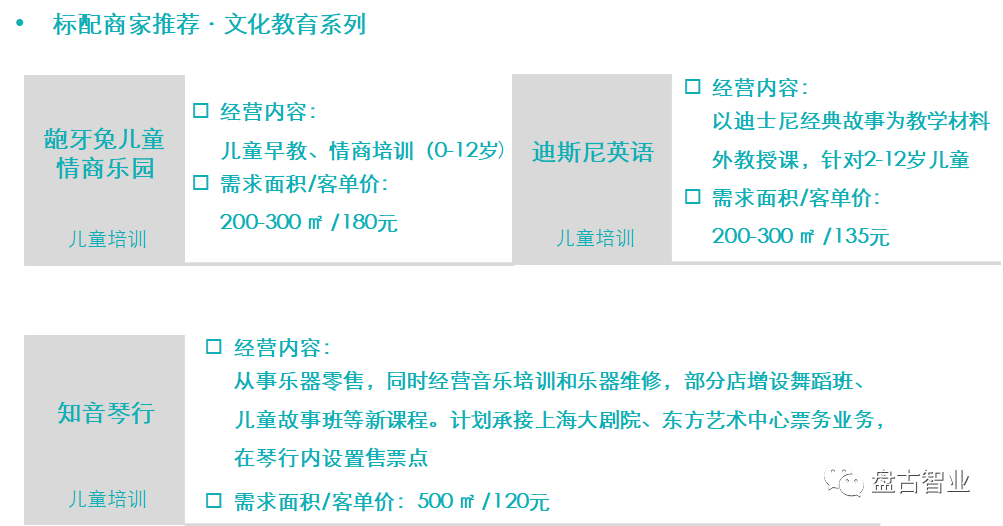 • 标配商家推荐·文化教育系列
龅牙兔儿童
情商乐园
儿童培训
□ 经营内容：
儿童早教、情商培训（0-12岁）
□ 需求面积/客单价：
200-300 ㎡ /180元
迪斯尼英语
儿童培训
□ 经营内容：
以迪士尼经典故事为教学材料
外教授课，针对2-12岁儿童
□ 需求面积/客单价：
200-300 ㎡ /135元
知音琴行
儿童培训
□ 经营内容：
从事乐器零售，同时经营音乐培训和乐器维修，部分店增设舞蹈班、
儿童故事班等新课程。计划承接上海大剧院、东方艺术中心票务业务，
在琴行内设置售票点
□ 需求面积/客单价：500 ㎡ /120元
盘古智业